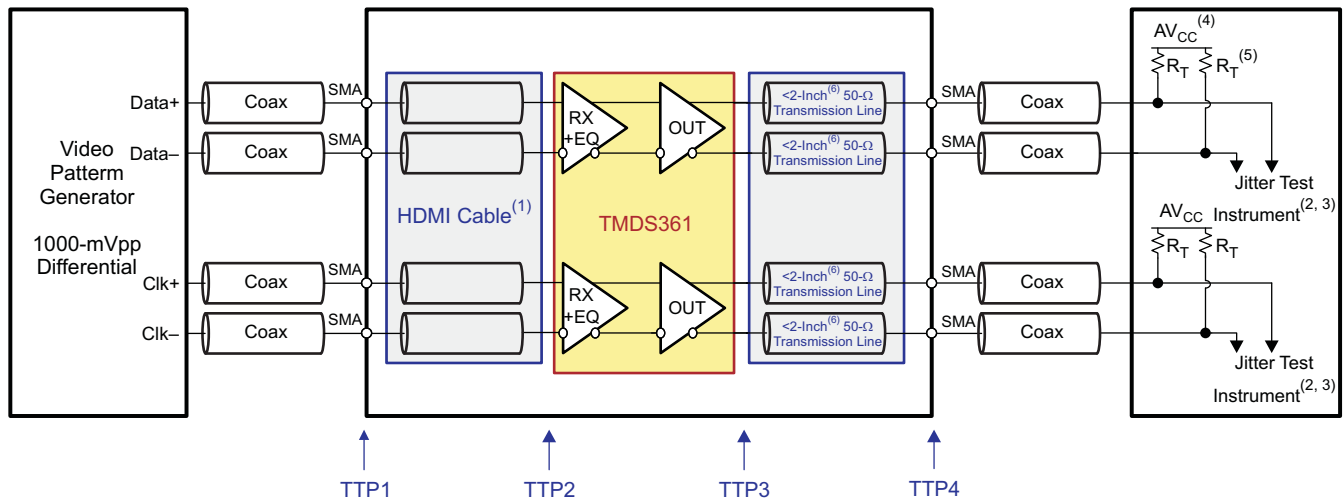 Video
Patterm
Generator
1000-mVpp
Differential
Data+
Data–
Clk+
Clk–
Coax
Coax
Coax
Coax
SMA
SMA
SMA
SMA
HDMI Cable(1)
RX
+EQ
OUT
TMDS361
RX
+EQ
OUT
<2-Inch(6) 50-Ω
Transmission Line
<2-Inch(6) 50-Ω
Transmission Line
<2-Inch(6) 50-Ω
Transmission Line
<2-Inch(6) 50-Ω
Transmission Line
SMA
SMA
SMA
SMA
Coax
Coax
Coax
Coax
AVCC(4)
RT
RT(5)
Jitter Test
Instrument(2, 3)
AVCC
RT
RT
Jitter Test
Instrument(2, 3)
TTP1
TTP2
TTP3
TTP4